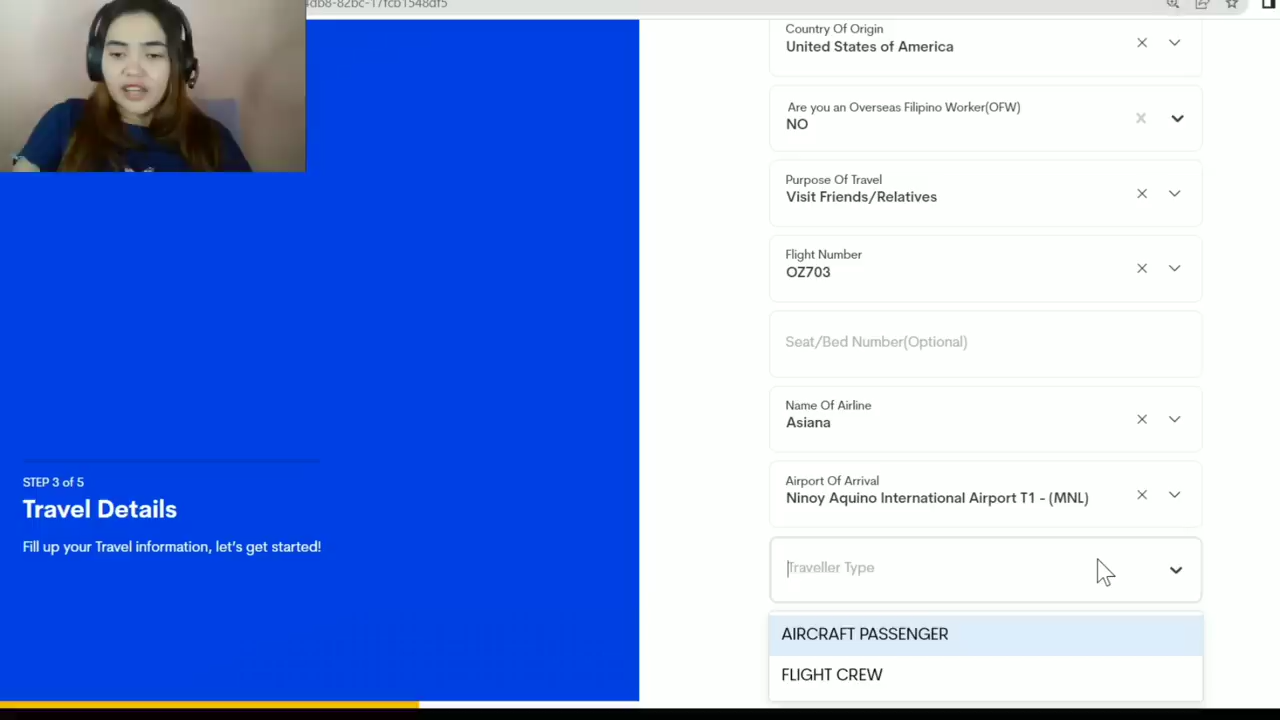 Country Of Origin
United States of America
Are you an Overseas Filipino Worker(OFW)
NO
Purpose Of Travel
Visit Friends/Relatives
Flight Number
OZ703
Seat/Bed Number(Optional)
Name Of Airline
Asiana
Airport Of Arrival
Ninoy Aquino International Airport T1 - (MNL)
Traveller Type
AIRCRAFT PASSENGER
FLIGHT CREW
STEP 3 of 5
Travel Details
Fill up your Travel information, let's get started!